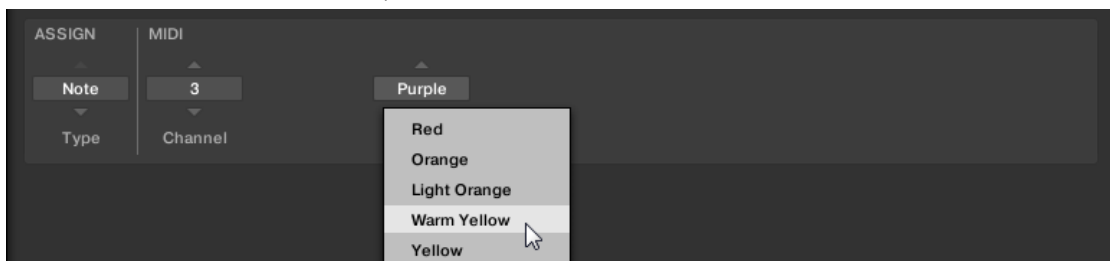 ASSIGN MIDI
Note 3 Purple
Type Channel
Red
Orange
Light Orange
Warm Yellow
Yellow